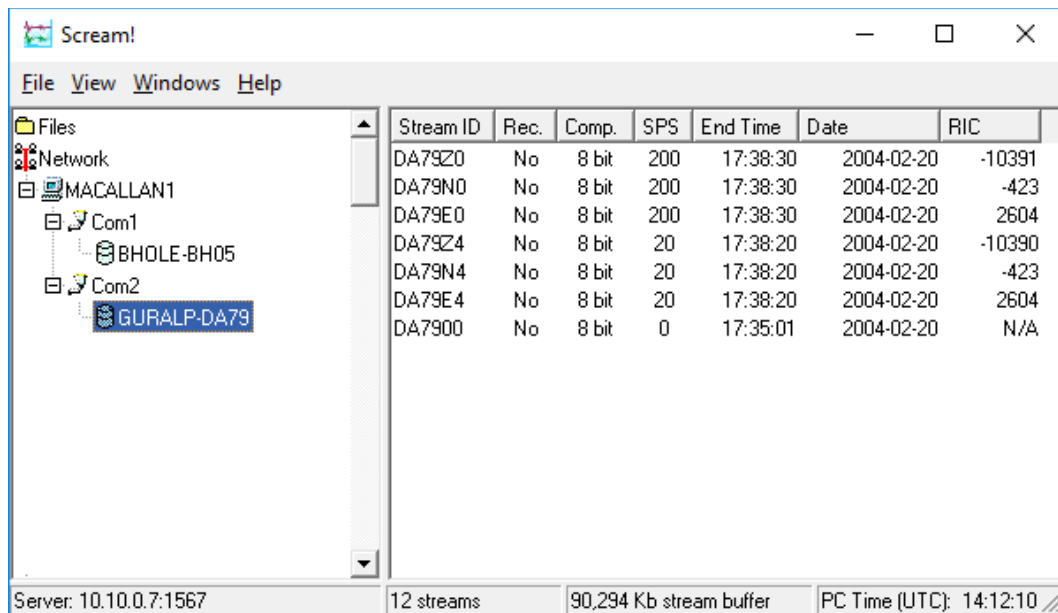 Scream!
File View Windows Help
Files
Network
MACALLAN1
Com1
BHOLE-BH05
Com2
GURALP-DA79
Stream ID Rec. Comp. SPS End Time Date RIC
DA79Z0 No 8 bit 200 17:38:30 2004-02-20 -10391
DA79N0 No 8 bit 200 17:38:30 2004-02-20 -423
DA79E0 No 8 bit 200 17:38:30 2004-02-20 2604
DA79Z4 No 8 bit 20 17:38:20 2004-02-20 -10390
DA79N4 No 8 bit 20 17:38:20 2004-02-20 -423
DA79E4 No 8 bit 20 17:38:20 2004-02-20 2604
DA7900 No 8 bit 0 17:35:01 2004-02-20 N/A
Server: 10.10.0.7:1567 12 streams 90,294 Kb stream buffer PC Time (UTC): 14:12:10